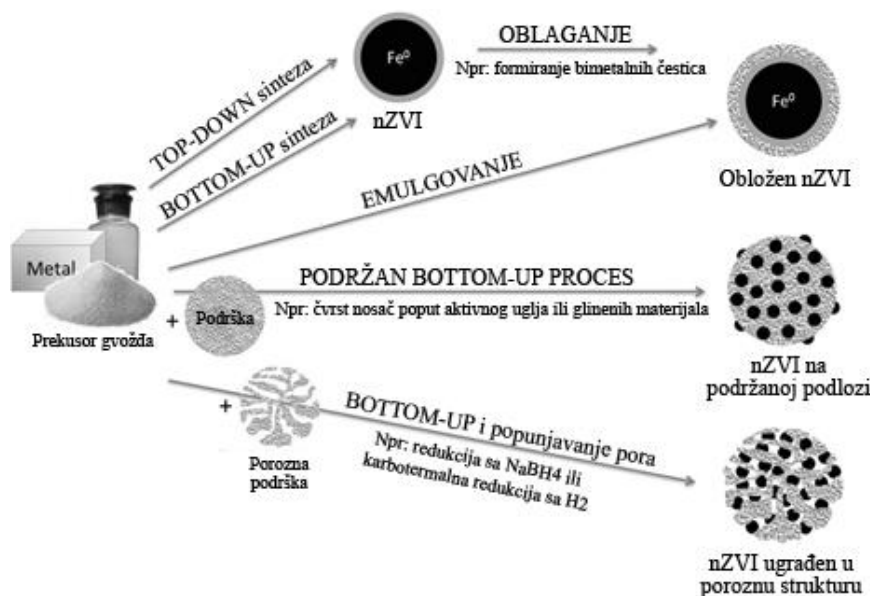 OBLAGANJE
Npr: formiranje bimetalnih čestica
Fe⁰
nZVI
Fe⁰
Obložen nZVI
TOP-DOWN sinteza
BOTTOM-UP sinteza
EMULGOVANJE
Metal
Prekusor gvožđa
+
Podrška
PODRŽAN BOTTOM-UP PROCES
Npr: čvrst nosač poput aktivnog uglja ili glinenih materijala
nZVI na
podržanoj podlozi
+
Porozna
podrška
BOTTOM-UP i popunjavanje pora
Npr: redukcija sa NaBH4 ili
karbotermalna redukcija sa H2
nZVI ugrađen u
poroznu strukturu